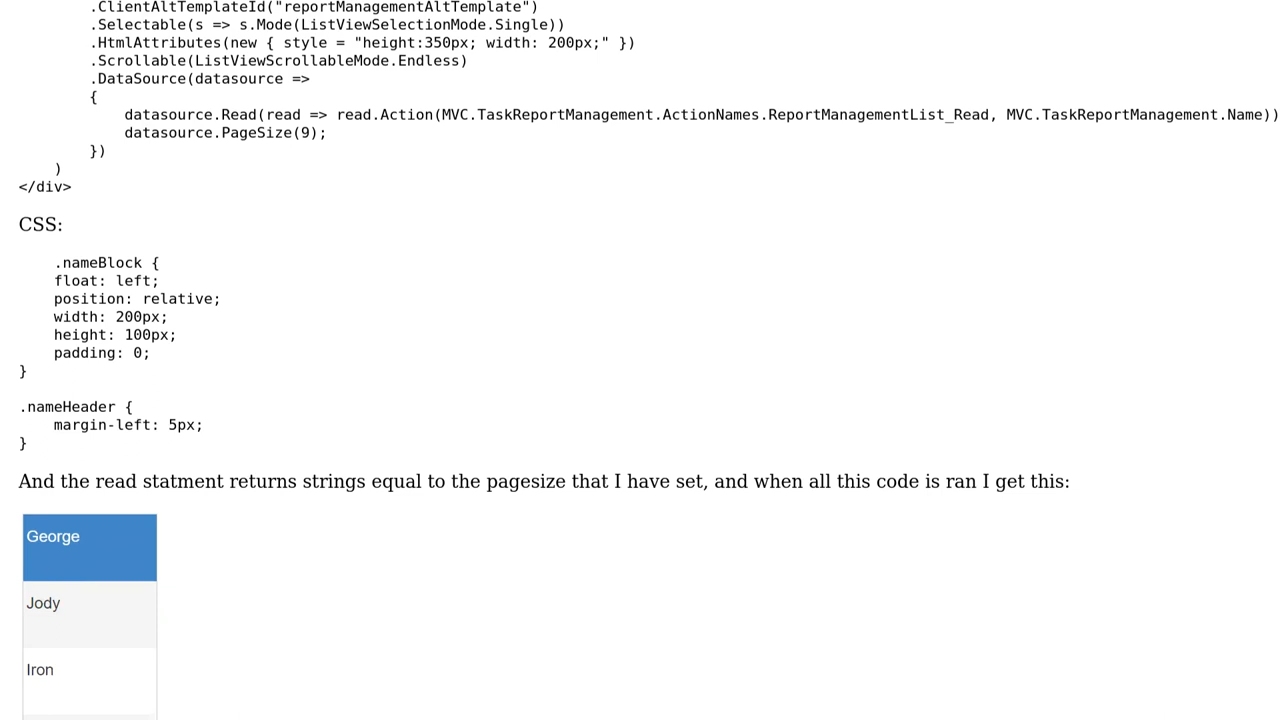 .ClientAltTemplateId("reportManagementAltTemplate")
.Selectable(s => s.Mode(ListViewSelectionMode.Single))
.HtmlAttributes(new { style = "height:350px; width: 200px;" })
.Scrollable(ListViewScrollableMode.Endless)
.DataSource(datasource =>
{
datasource.Read(read => read.Action(MVC.TaskReportManagement.ActionNames.ReportManagementList_Read, MVC.TaskReportManagement.Name))
datasource.PageSize(9);
})
)
</div>
CSS:
.nameBlock {
float: left;
position: relative;
width: 200px;
height: 100px;
padding: 0;
}
.nameHeader {
margin-left: 5px;
}
And the read statment returns strings equal to the pagesize that I have set, and when all this code is ran I get this:
George
Jody
Iron